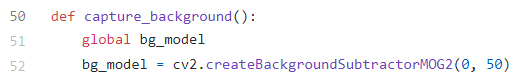 50 def capture_background():
51     global bg_model
52     bg_model = cv2.createBackgroundSubtractorMOG2(0, 50)